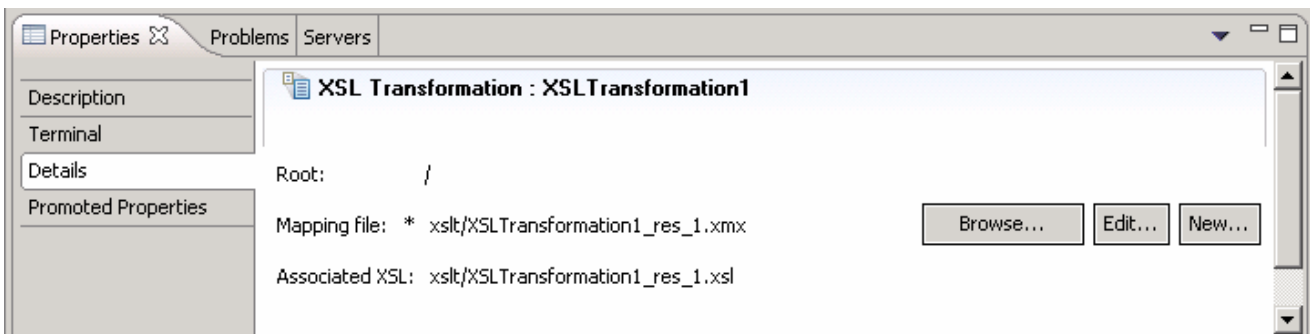 Properties Problems Servers
XSL Transformation : XSLTransformation1
Description
Terminal
Details
Promoted Properties
Root: /
Mapping file: * xslt/XSLTransformation1_res_1.xmx Browse... Edit... New...
Associated XSL: xslt/XSLTransformation1_res_1.xsl